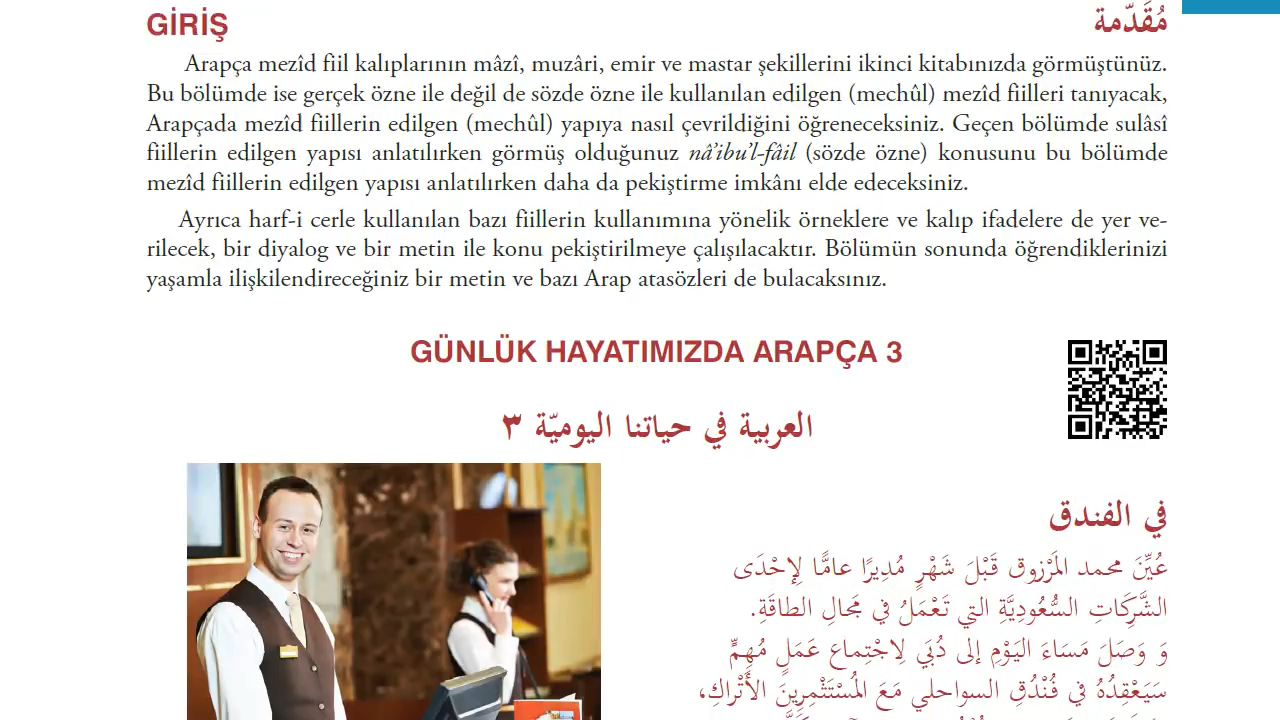 GİRİŞ
مُقَدّمة
Arapça mezîd fiil kalıplarının mâzî, muzâri, emir ve mastar şekillerini ikinci kitabınızda görmüştünüz.
Bu bölümde ise gerçek özne ile değil de sözde özne ile kullanılan edilgen (mechûl) mezîd fiilleri tanıyacak,
Arapçada mezîd fiillerin edilgen (mechûl) yapıya nasıl çevrildiğini öğreneceksiniz. Geçen bölümde sulâsî
fiillerin edilgen yapısı anlatılırken görmüş olduğunuz nâ’ibu’l-fâil (sözde özne) konusunu bu bölümde
mezîd fiillerin edilgen yapısı anlatılırken daha da pekiştirme imkânı elde edeceksiniz.
Ayrıca harf-i cerle kullanılan bazı fiillerin kullanımına yönelik örneklere ve kalıp ifadelere de yer ve-
rilecek, bir diyalog ve bir metin ile konu pekiştirilmeye çalışılacaktır. Bölümün sonunda öğrendiklerinizi
yaşamla ilişkilendireceğiniz bir metin ve bazı Arap atasözleri de bulacaksınız.
GÜNLÜK HAYATIMIZDA ARAPÇA 3
العربية في حياتنا اليوميّة ٣
في الفندق
عُيِّنَ محمد المَرْزوق قَبْلَ شَهْرٍ مُدِيرًا عامًّا لِإحْدَى
الشَّرِكَاتِ السُّعُودِيَّةِ التي تَعْمَلُ في مَجالِ الطاقَةِ.
وَ وَصَلَ مَسَاءَ اليَوْمِ إلى دُبَي لِاجْتِماع عَمَلٍ مُهِمٍّ
سَيَعْقِدُهُ في فُنْدُقِ السواحلي مَعَ المُسْتَثْمِرِينَ الأَتْراكِ،